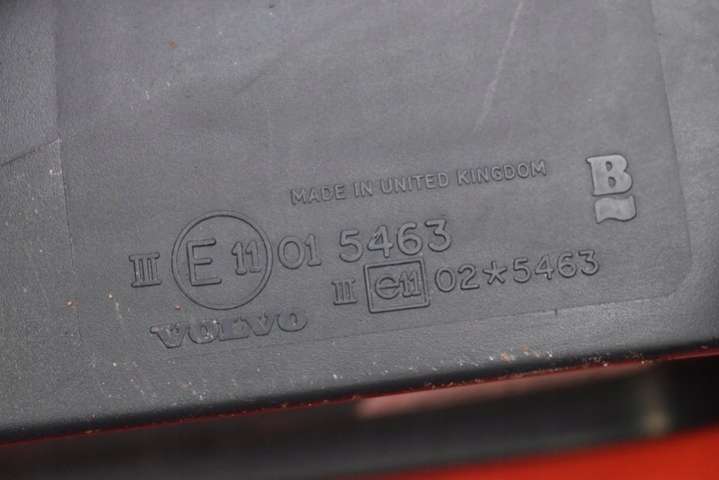 MADE IN UNITED KINGDOM
B
III E 11 01 5463
III e11 02*5463
VOLVO